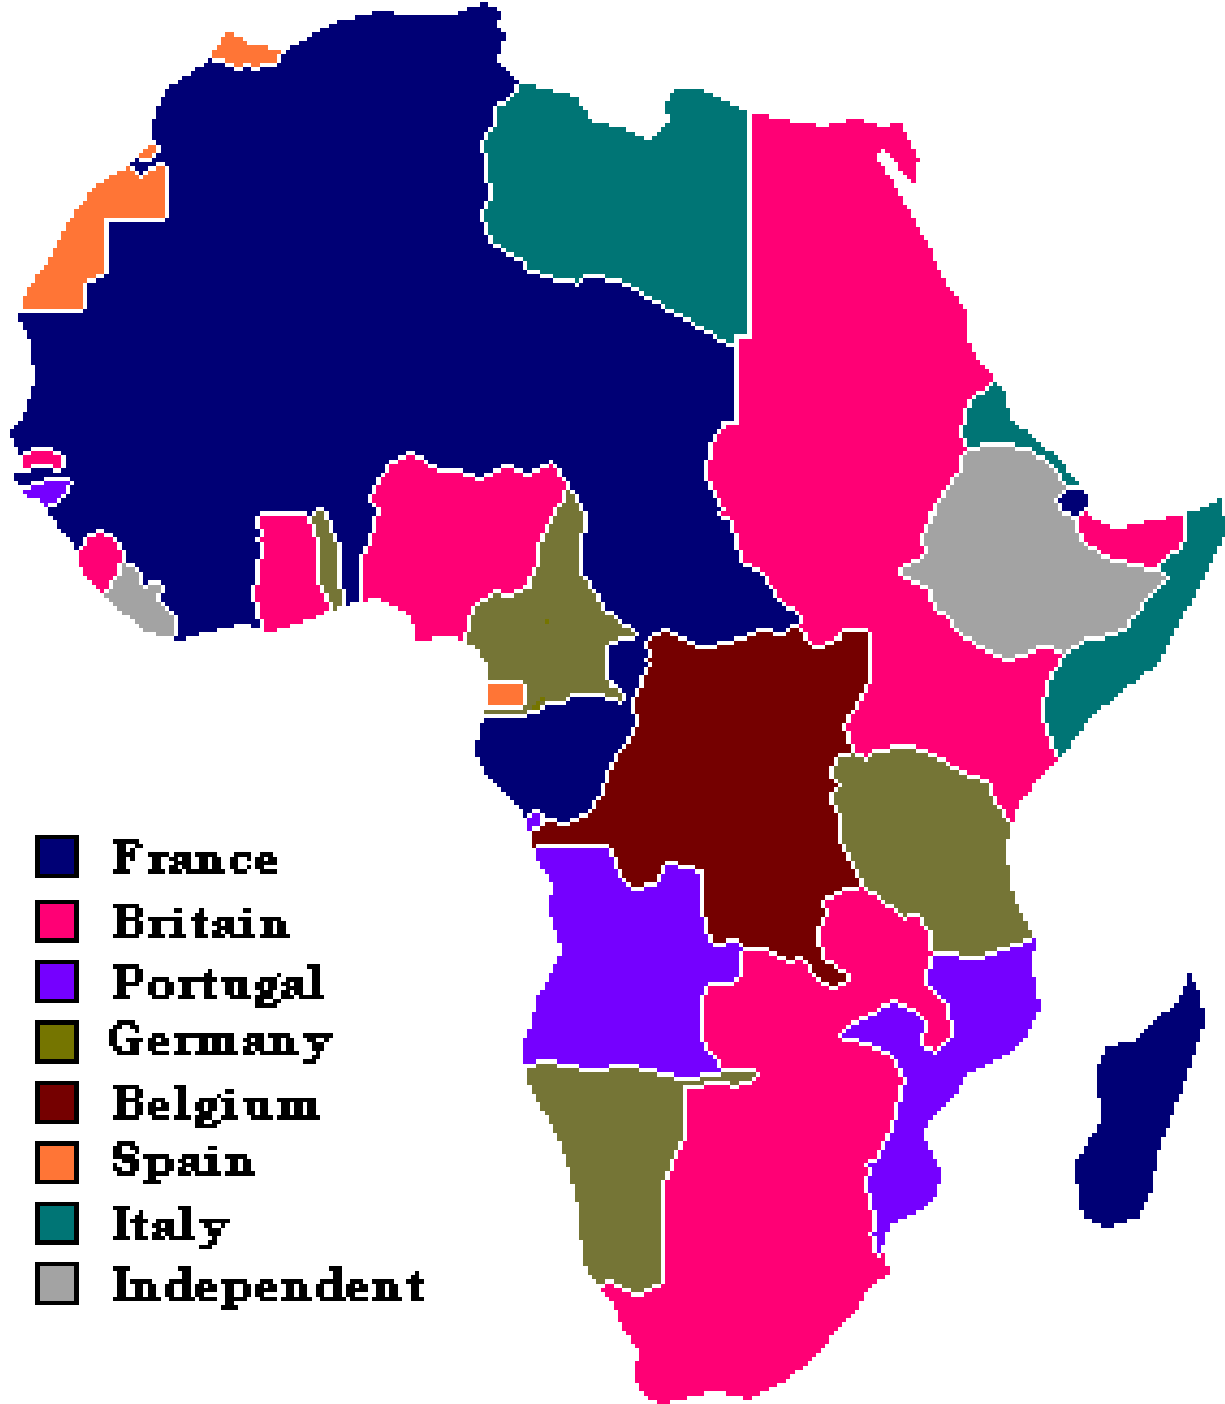 France
Britain
Portugal
Germany
Belgium
Spain
Italy
Independent